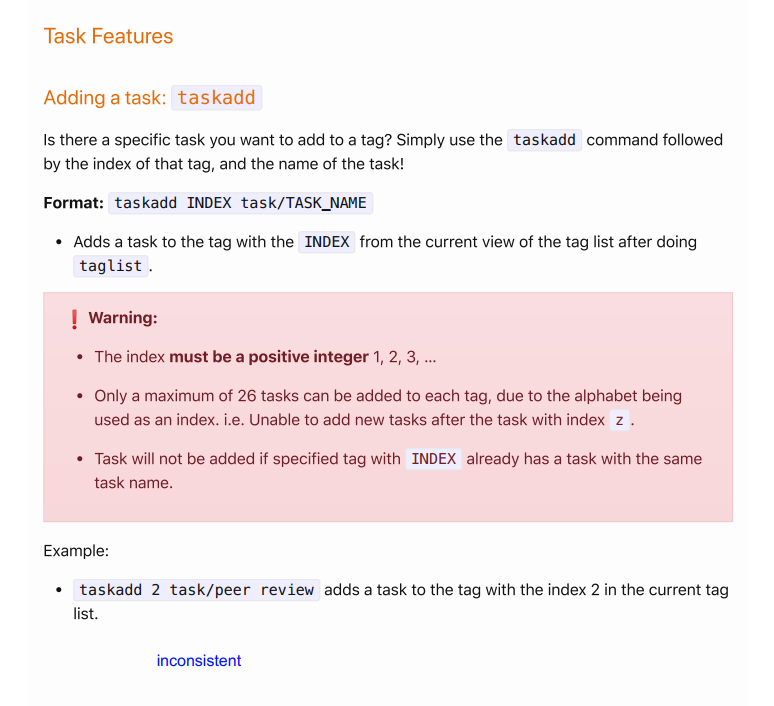 Task Features
Adding a task: taskadd
Is there a specific task you want to add to a tag? Simply use the taskadd command followed
by the index of that tag, and the name of the task!
Format: taskadd INDEX task/TASK_NAME
• Adds a task to the tag with the INDEX from the current view of the tag list after doing
taglist.
❗ Warning:
• The index must be a positive integer 1, 2, 3, …
• Only a maximum of 26 tasks can be added to each tag, due to the alphabet being
used as an index. i.e. Unable to add new tasks after the task with index z.
• Task will not be added if specified tag with INDEX already has a task with the same
task name.
Example:
• taskadd 2 task/peer review adds a task to the tag with the index 2 in the current tag
list.
inconsistent